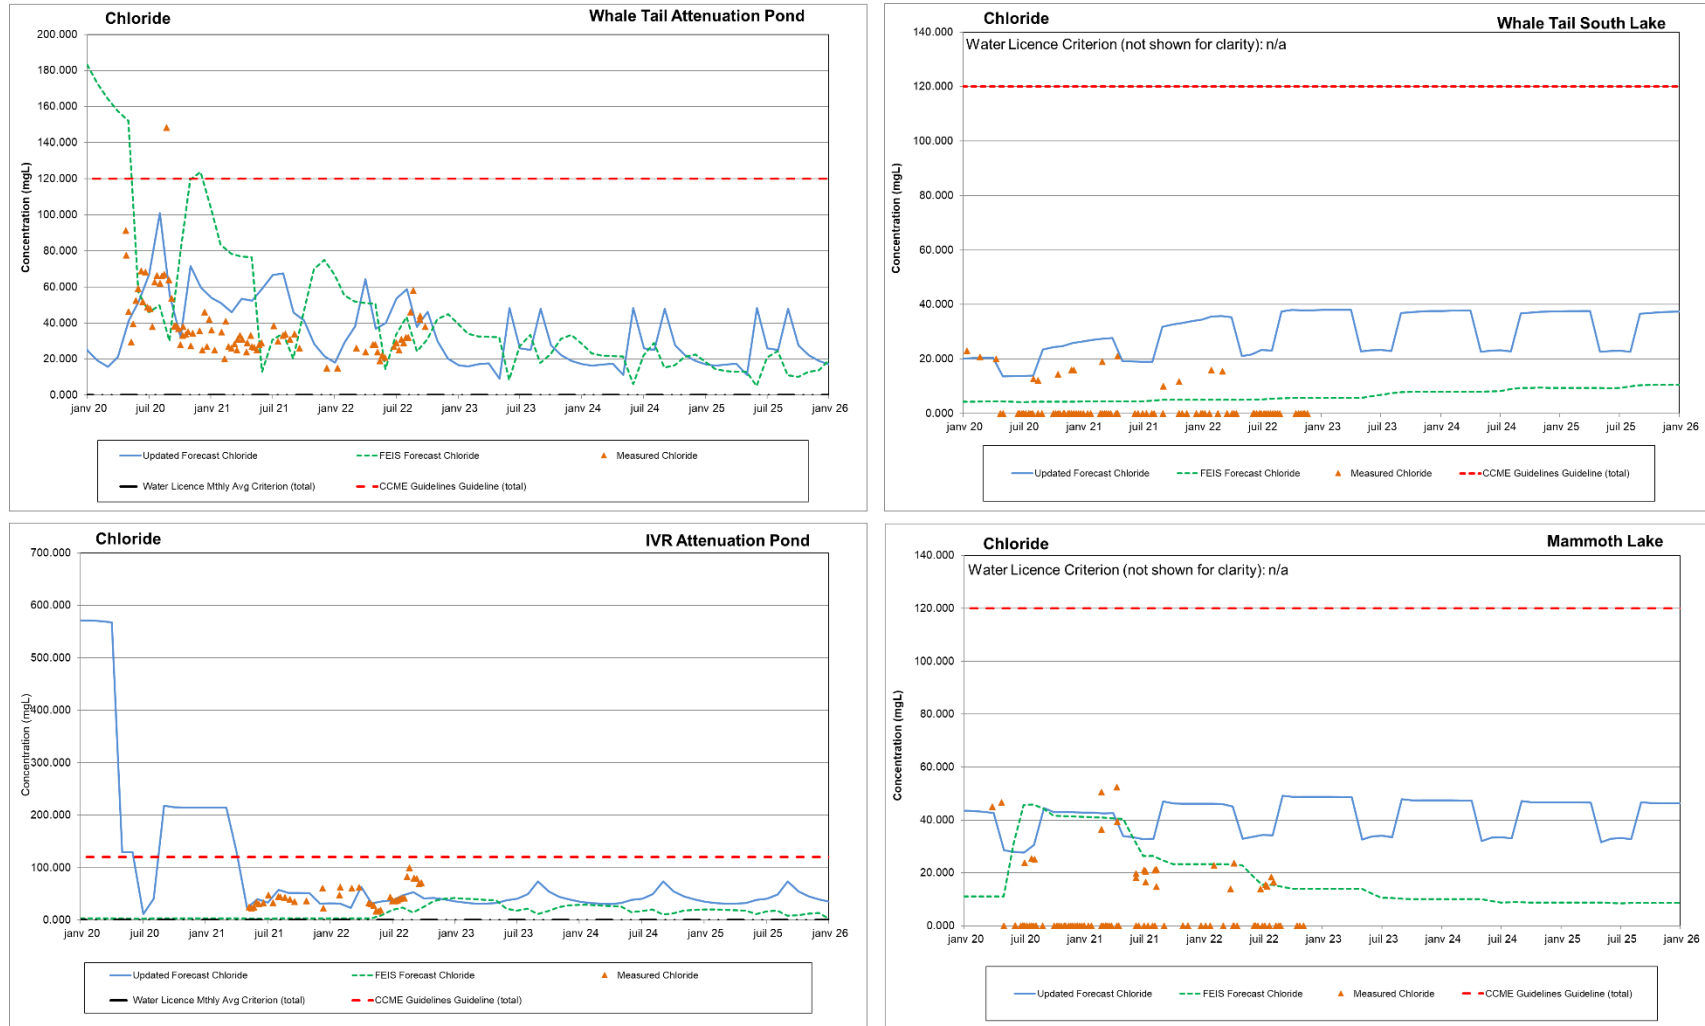 Chloride
Whale Tail Attenuation Pond
200.000
180.000
160.000
140.000
120.000
100.000
80.000
60.000
40.000
20.000
0.000
Concentration (mgL)
janv 20 juil 20 janv 21 juil 21 janv 22 juil 22 janv 23 juil 23 janv 24 juil 24 janv 25 juil 25 janv 26
Updated Forecast Chloride FEIS Forecast Chloride Measured Chloride
Water Licence Mthly Avg Criterion (total) CCME Guidelines Guideline (total)
Chloride
Whale Tail South Lake
Water Licence Criterion (not shown for clarity): n/a
140.000
120.000
100.000
80.000
60.000
40.000
20.000
0.000
Concentration (mgL)
janv 20 juil 20 janv 21 juil 21 janv 22 juil 22 janv 23 juil 23 janv 24 juil 24 janv 25 juil 25 janv 26
Updated Forecast Chloride FEIS Forecast Chloride Measured Chloride CCME Guidelines Guideline (total)
Chloride
IVR Attenuation Pond
700.000
600.000
500.000
400.000
300.000
200.000
100.000
0.000
Concentration (mgL)
janv 20 juil 20 janv 21 juil 21 janv 22 juil 22 janv 23 juil 23 janv 24 juil 24 janv 25 juil 25 janv 26
Updated Forecast Chloride FEIS Forecast Chloride Measured Chloride
Water Licence Mthly Avg Criterion (total) CCME Guidelines Guideline (total)
Chloride
Mammoth Lake
Water Licence Criterion (not shown for clarity): n/a
140.000
120.000
100.000
80.000
60.000
40.000
20.000
0.000
Concentration (mgL)
janv 20 juil 20 janv 21 juil 21 janv 22 juil 22 janv 23 juil 23 janv 24 juil 24 janv 25 juil 25 janv 26
Updated Forecast Chloride FEIS Forecast Chloride Measured Chloride CCME Guidelines Guideline (total)